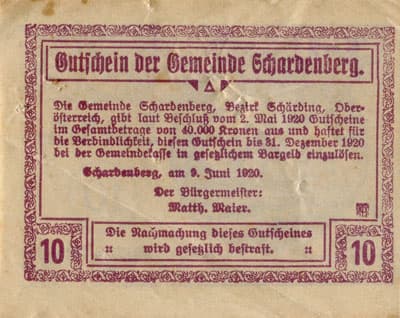 Gutschein der Gemeinde Schardenberg.
Die Gemeinde Schardenberg, Bezirk Schärding, Ober-
österreich, gibt laut Beschluß vom 2. Mai 1920 Gutscheine
im Gesamtbetrage von 40.000 Kronen aus und haftet für
die Verbindlichkeit, diesen Gutschein bis 31. Dezember 1920
bei der Gemeindekasse in gesetzlichem Bargeld einzulösen.
Schardenberg, am 9. Juni 1920.
Der Bürgermeister:
Matth. Maier.
10 Die Nachmachung dieses Gutscheines 10
:: wird gesetzlich bestraft. ::